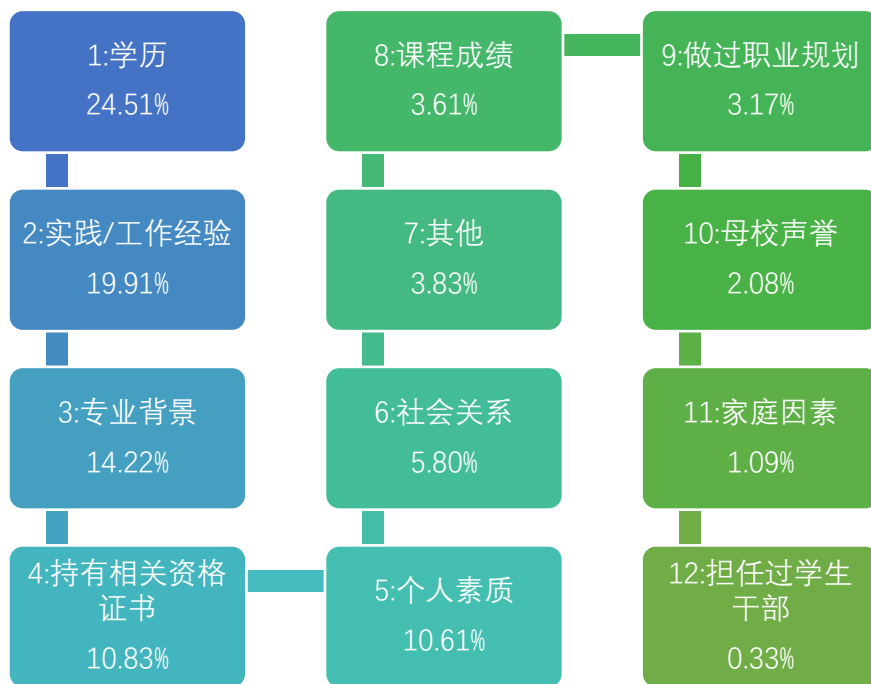 1:学历
24.51%
2:实践/工作经验
19.91%
3:专业背景
14.22%
4:持有相关资格
证书
10.83%
5:个人素质
10.61%
6:社会关系
5.80%
7:其他
3.83%
8:课程成绩
3.61%
9:做过职业规划
3.17%
10:母校声誉
2.08%
11:家庭因素
1.09%
12:担任过学生
干部
0.33%